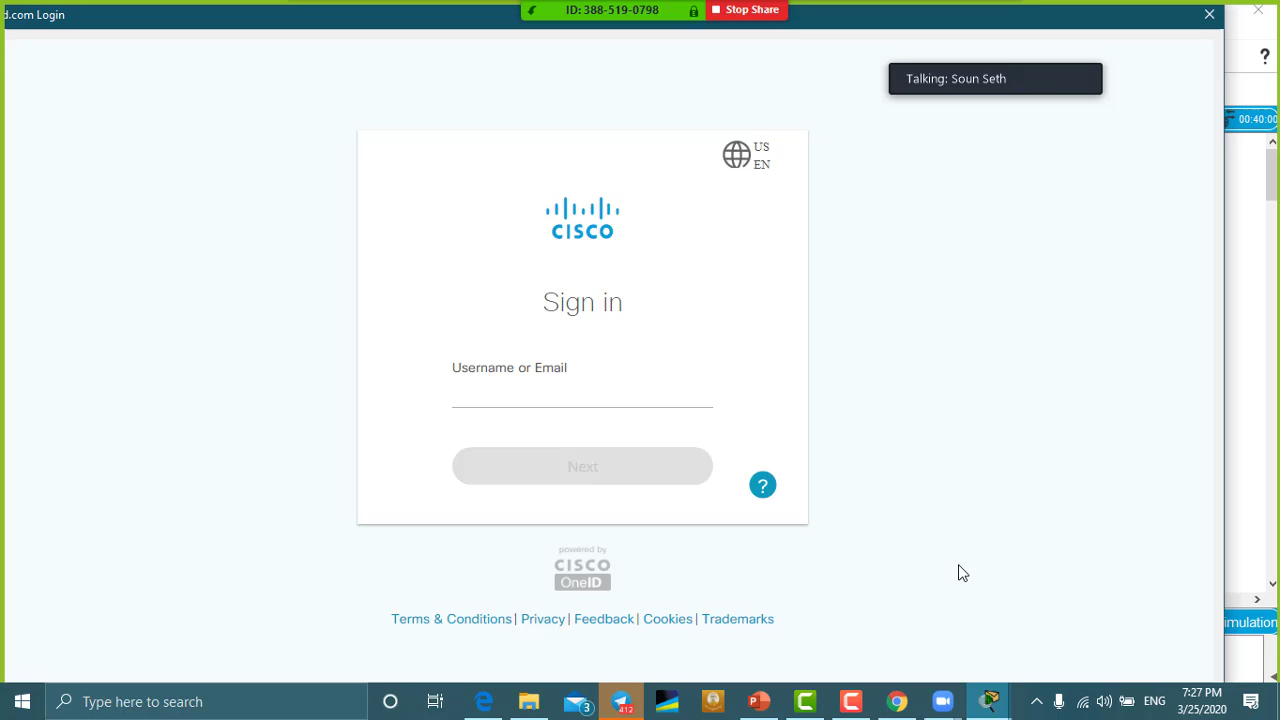 ID: 388-519-0798
Stop Share
d.com Login
?
Talking: Soun Seth
00:40:00
US
EN
CISCO
Sign in
Username or Email
Next
?
powered by
CISCO
OneID
Terms & Conditions | Privacy | Feedback | Cookies | Trademarks
imulation
Type here to search
3
412
ENG
7:27 PM
3/25/2020